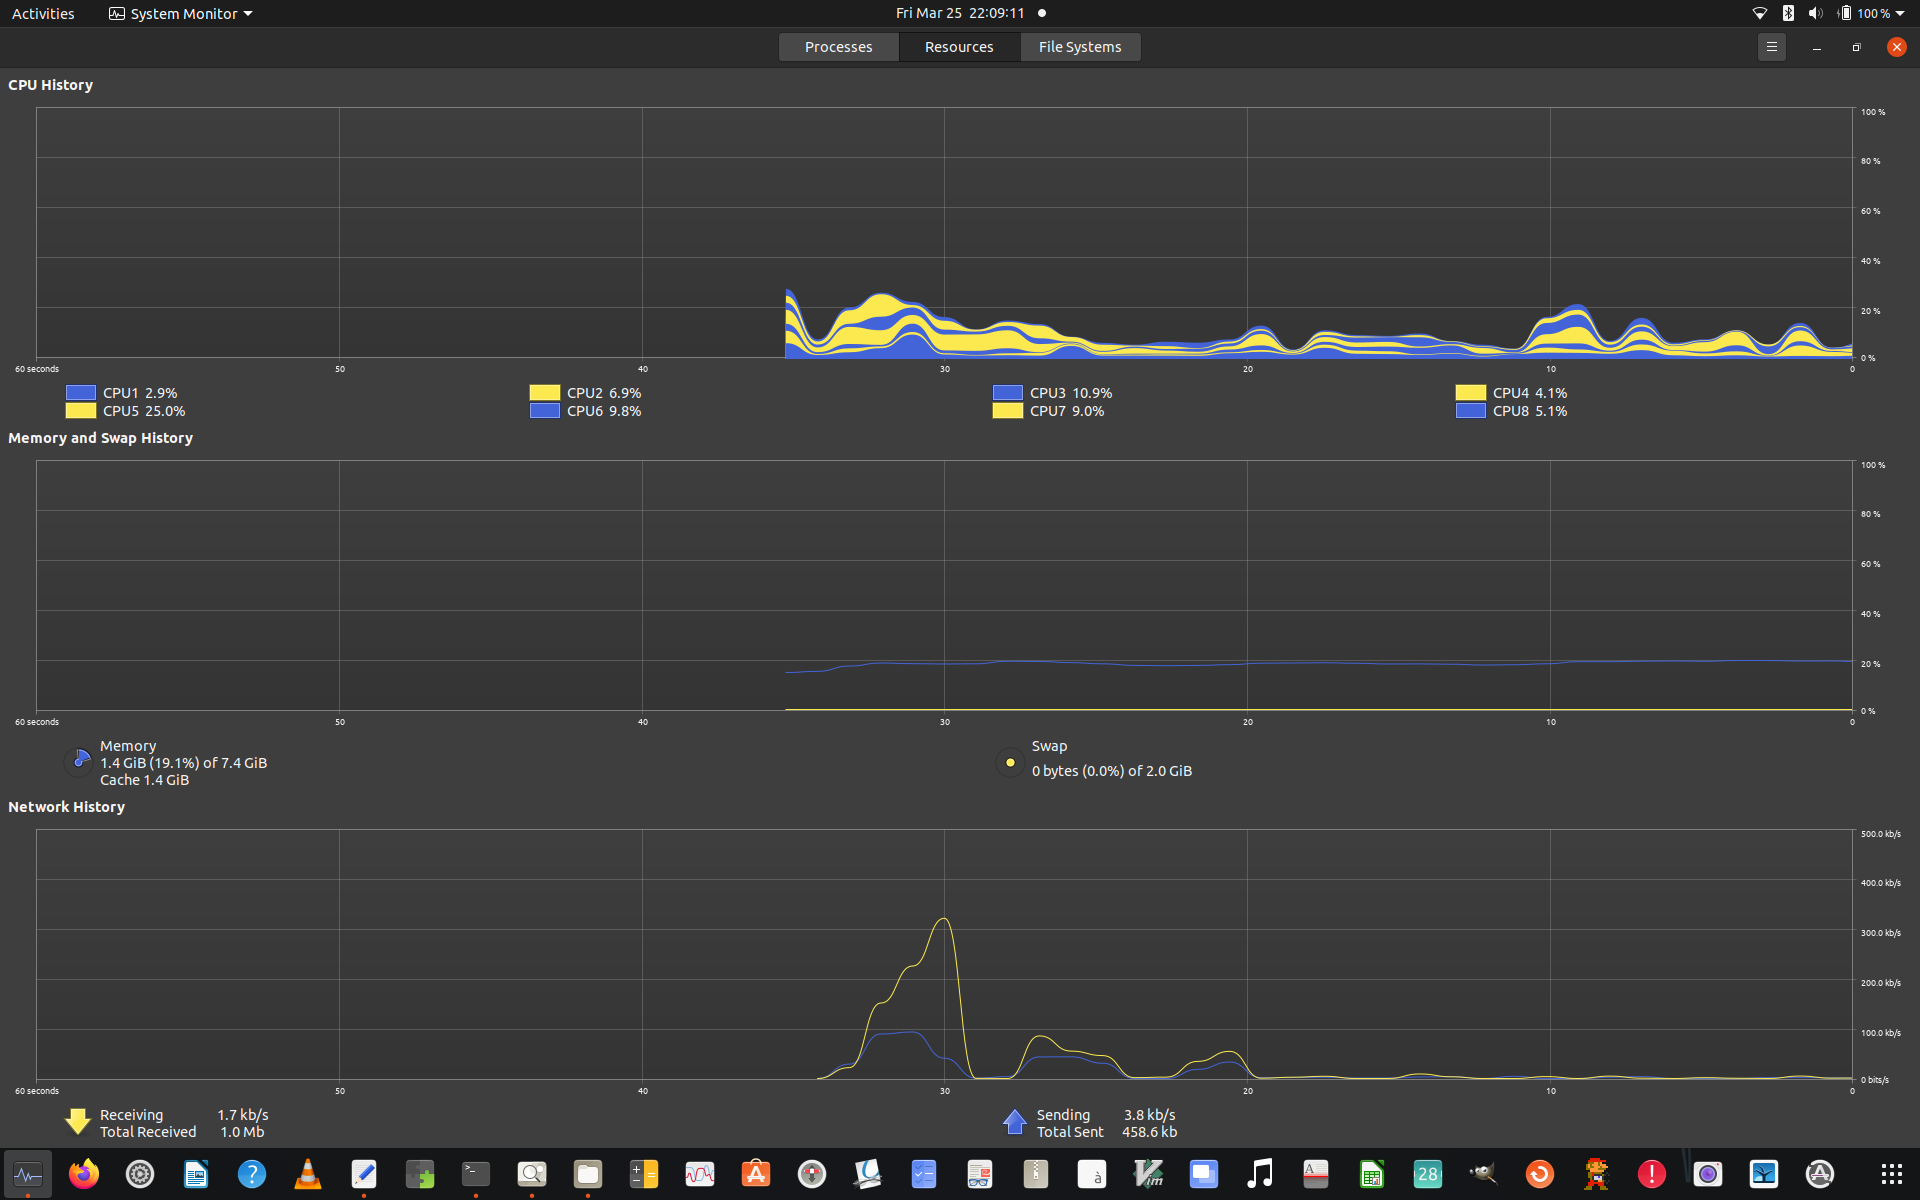 Activities System Monitor Fri Mar 25 22:09:11 100 %
Processes Resources File Systems
CPU History
100 %
80 %
60 %
40 %
20 %
0 %
60 seconds 50 40 30 20 10 0
CPU1 2.9% CPU2 6.9% CPU3 10.9% CPU4 4.1%
CPU5 25.0% CPU6 9.8% CPU7 9.0% CPU8 5.1%
Memory and Swap History
100 %
80 %
60 %
40 %
20 %
0 %
60 seconds 50 40 30 20 10 0
Memory
1.4 GiB (19.1%) of 7.4 GiB
Cache 1.4 GiB
Swap
0 bytes (0.0%) of 2.0 GiB
Network History
500.0 kb/s
400.0 kb/s
300.0 kb/s
200.0 kb/s
100.0 kb/s
0 bits/s
60 seconds 50 40 30 20 10 0
Receiving 1.7 kb/s
Total Received 1.0 Mb
Sending 3.8 kb/s
Total Sent 458.6 kb
? >_ à Vim A 28 !